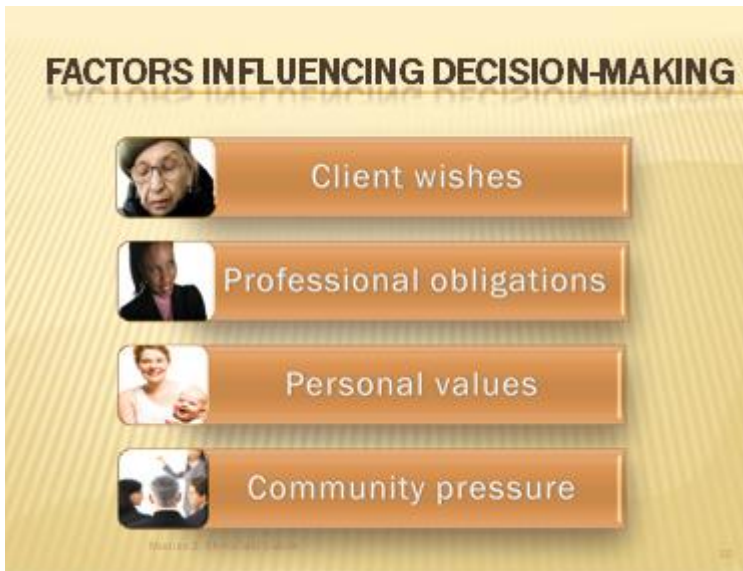 FACTORS INFLUENCING DECISION-MAKING
Client wishes
Professional obligations
Personal values
Community pressure